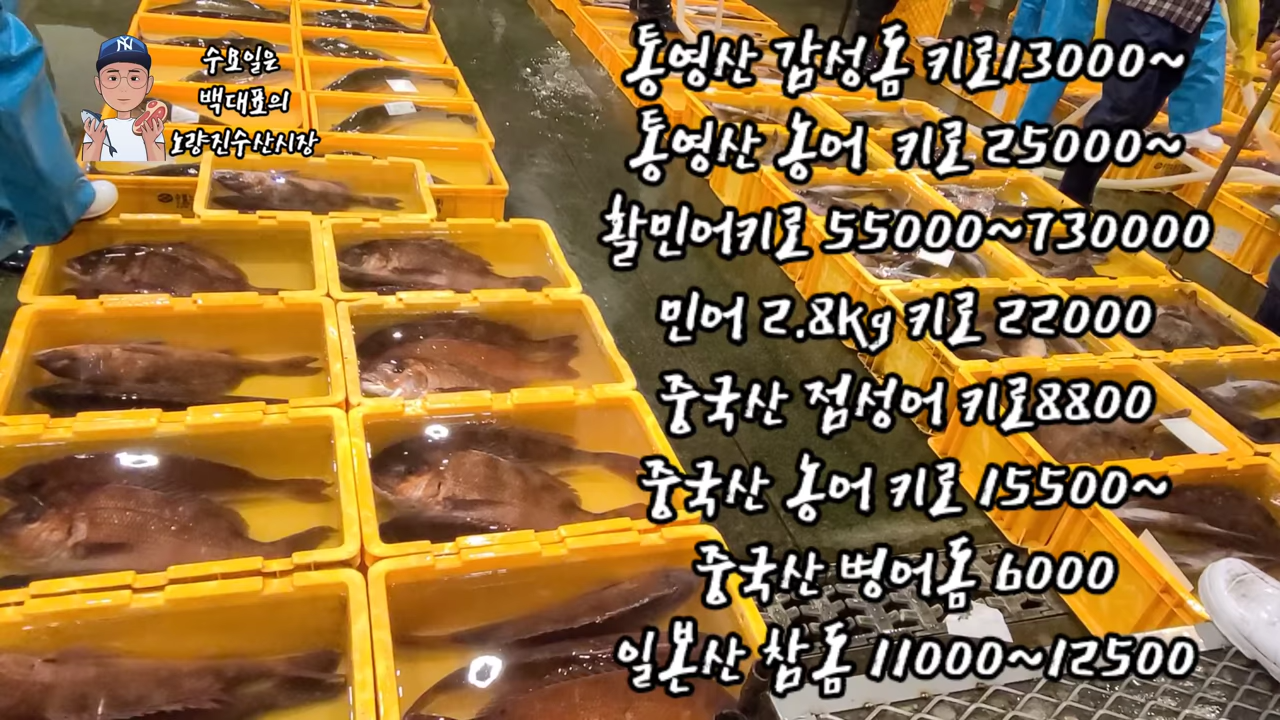 수요일은
백대표의
노량진수산시장
통영산 감성돔 키로13000~
통영산 농어 키로 25000~
활민어키로 55000~730000
민어 2.8kg 키로 22000
중국산 점성어 키로8800
중국산 농어 키로 15500~
중국산 병어돔 6000
일본산 참돔 11000~12500